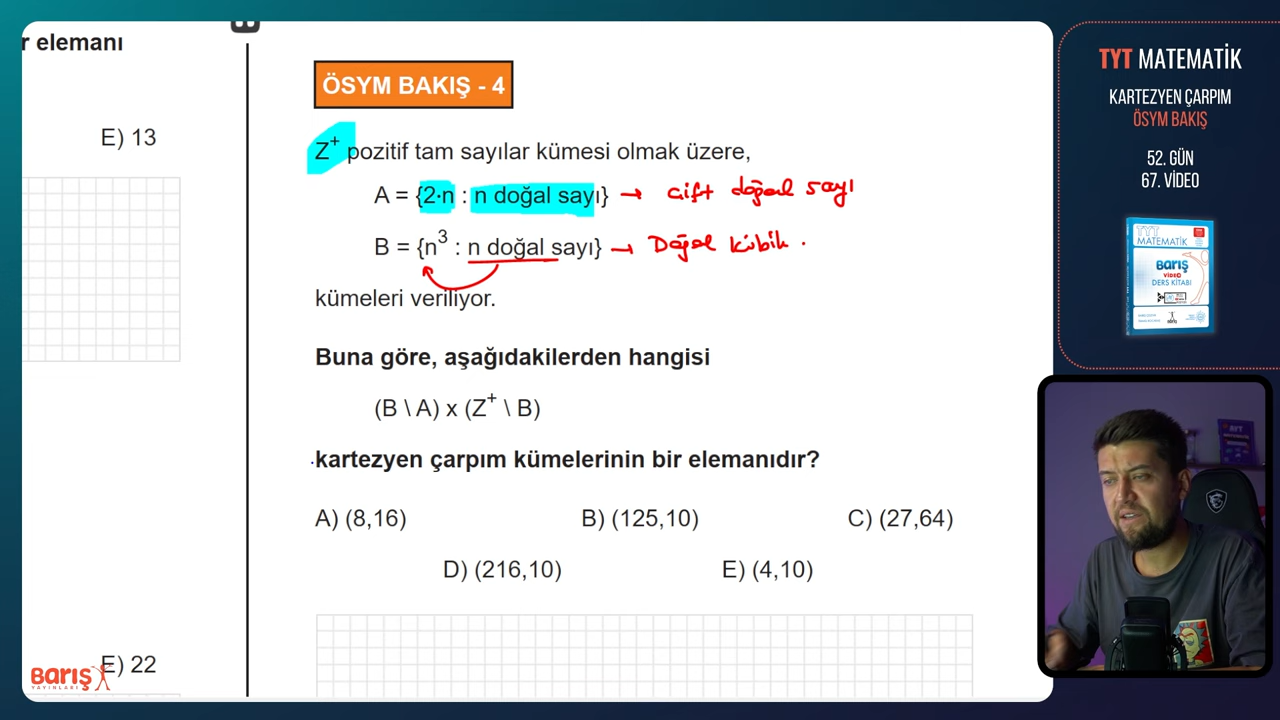 r elemanı
E) 13
E) 22
BARIŞ
YAYINLARI
ÖSYM BAKIŞ - 4
Z⁺ pozitif tam sayılar kümesi olmak üzere,
A = {2·n : n doğal sayı} → çift doğal sayı
B = {n³ : n doğal sayı} → Doğal kübik.
kümeleri veriliyor.
Buna göre, aşağıdakilerden hangisi
(B \ A) x (Z⁺ \ B)
kartezyen çarpım kümelerinin bir elemanıdır?
A) (8,16) B) (125,10) C) (27,64)
D) (216,10) E) (4,10)
TYT MATEMATİK
KARTEZYEN ÇARPIM
ÖSYM BAKIŞ
52. GÜN
67. VİDEO
TYT
MATEMATİK
BARIŞ
VİDEO
DERS KİTABI